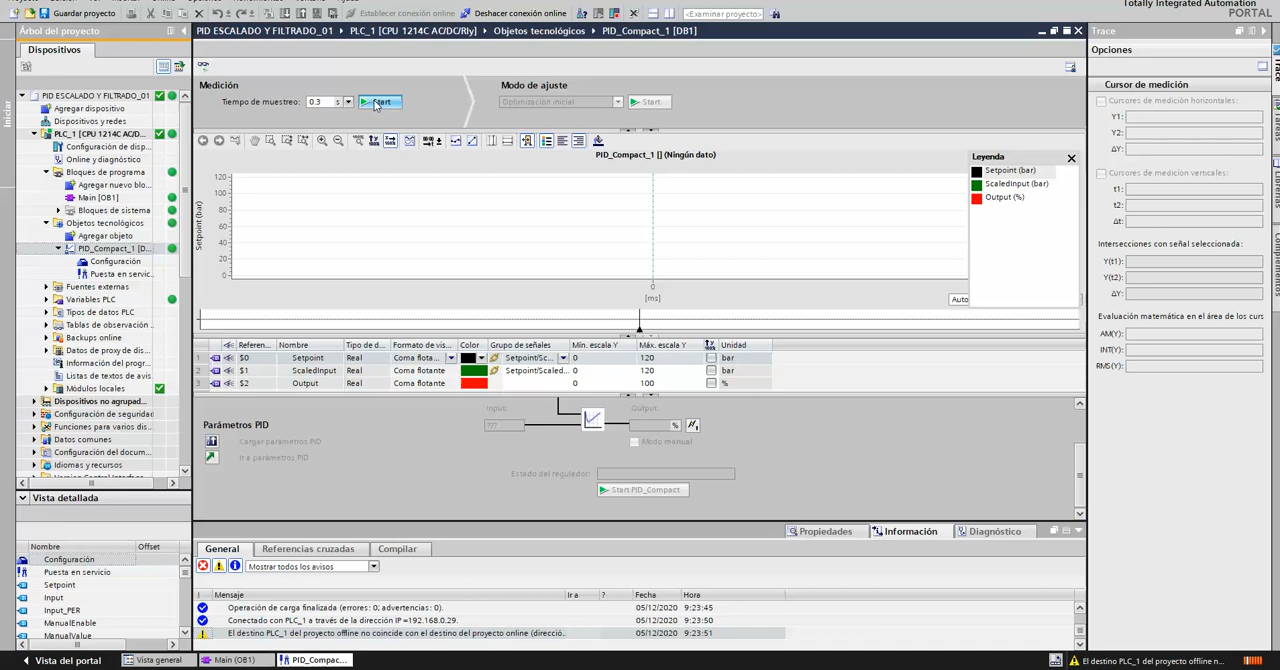 Totally Integrated Automation
PORTAL
Guardar proyecto
Establecer conexión online
Deshacer conexión online
<Examinar proyecto>
Árbol del proyecto
PID ESCALADO Y FILTRADO_01 PLC_1 [CPU 1214C AC/DC/Rly] Objetos tecnológicos PID_Compact_1 [DB1]
Trace
Dispositivos
Opciones
Iniciar
PID ESCALADO Y FILTRADO_01
Agregar dispositivo
Dispositivos y redes
PLC_1 [CPU 1214C AC/D...
Configuración de disp...
Online y diagnóstico
Bloques de programa
Agregar nuevo blo...
Main [OB1]
Bloques de sistema
Objetos tecnológicos
Agregar objeto
PID_Compact_1 [D...
Configuración
Puesta en servic...
Fuentes externas
Variables PLC
Tipos de datos PLC
Tablas de observación ...
Backups online
Datos de proxy de dis...
Información del progr...
Listas de textos de avis
Módulos locales
Dispositivos no agrupad...
Configuración de seguridad
Funciones para varios dis...
Datos comunes
Configuración del docum...
Idiomas y recursos
Vista detallada
Nombre Offset
Configuración
Puesta en servicio
Setpoint
Input
Input_PER
ManualEnable
ManualValue
Medición
Tiempo de muestreo: 0.3 s Start
Modo de ajuste
Optimización inicial Start
PID_Compact_1 [] (Ningún dato)
Setpoint (bar)
120
100
80
60
40
20
0
0
[ms]
Auto
Leyenda
Setpoint (bar)
ScaledInput (bar)
Output (%)
Referen... Nombre Tipo de d... Formato de vis... Color Grupo de señales Mín. escala Y Máx. escala Y Unidad
1 $0 Setpoint Real Coma flota... Setpoint/Sc... 0 120 bar
2 $1 ScaledInput Real Coma flotante Setpoint/Scaled... 0 120 bar
3 $2 Output Real Coma flotante 0 100 %
Parámetros PID
Cargar parámetros PID
Ir a parámetros PID
Input:
???
Output:
%
Modo manual
Estado del regulador:
Start PID_Compact
Propiedades
Información
Diagnóstico
General
Referencias cruzadas
Compilar
Mostrar todos los avisos
! Mensaje Ir a ? Fecha Hora
Operación de carga finalizada (errores: 0; advertencias: 0). 05/12/2020 9:23:45
Conectado con PLC_1 a través de la dirección IP =192.168.0.29. 05/12/2020 9:23:50
El destino PLC_1 del proyecto offline no coincide con el destino del proyecto online (direcció.. 05/12/2020 9:23:51
Cursor de medición
Cursores de medición horizontales:
Y1:
Y2:
ΔY:
Cursores de medición verticales:
t1:
t2:
Δt:
Intersecciones con señal seleccionada:
Y(t1):
Y(t2):
ΔY:
Evaluación matemática en el área de los curs
AM(Y):
INT(Y):
RMS(Y):
Trace
Librerías
Complementos
Vista del portal
Vista general
Main (OB1)
PID_Compac...
El destino PLC_1 del proyecto offline n...